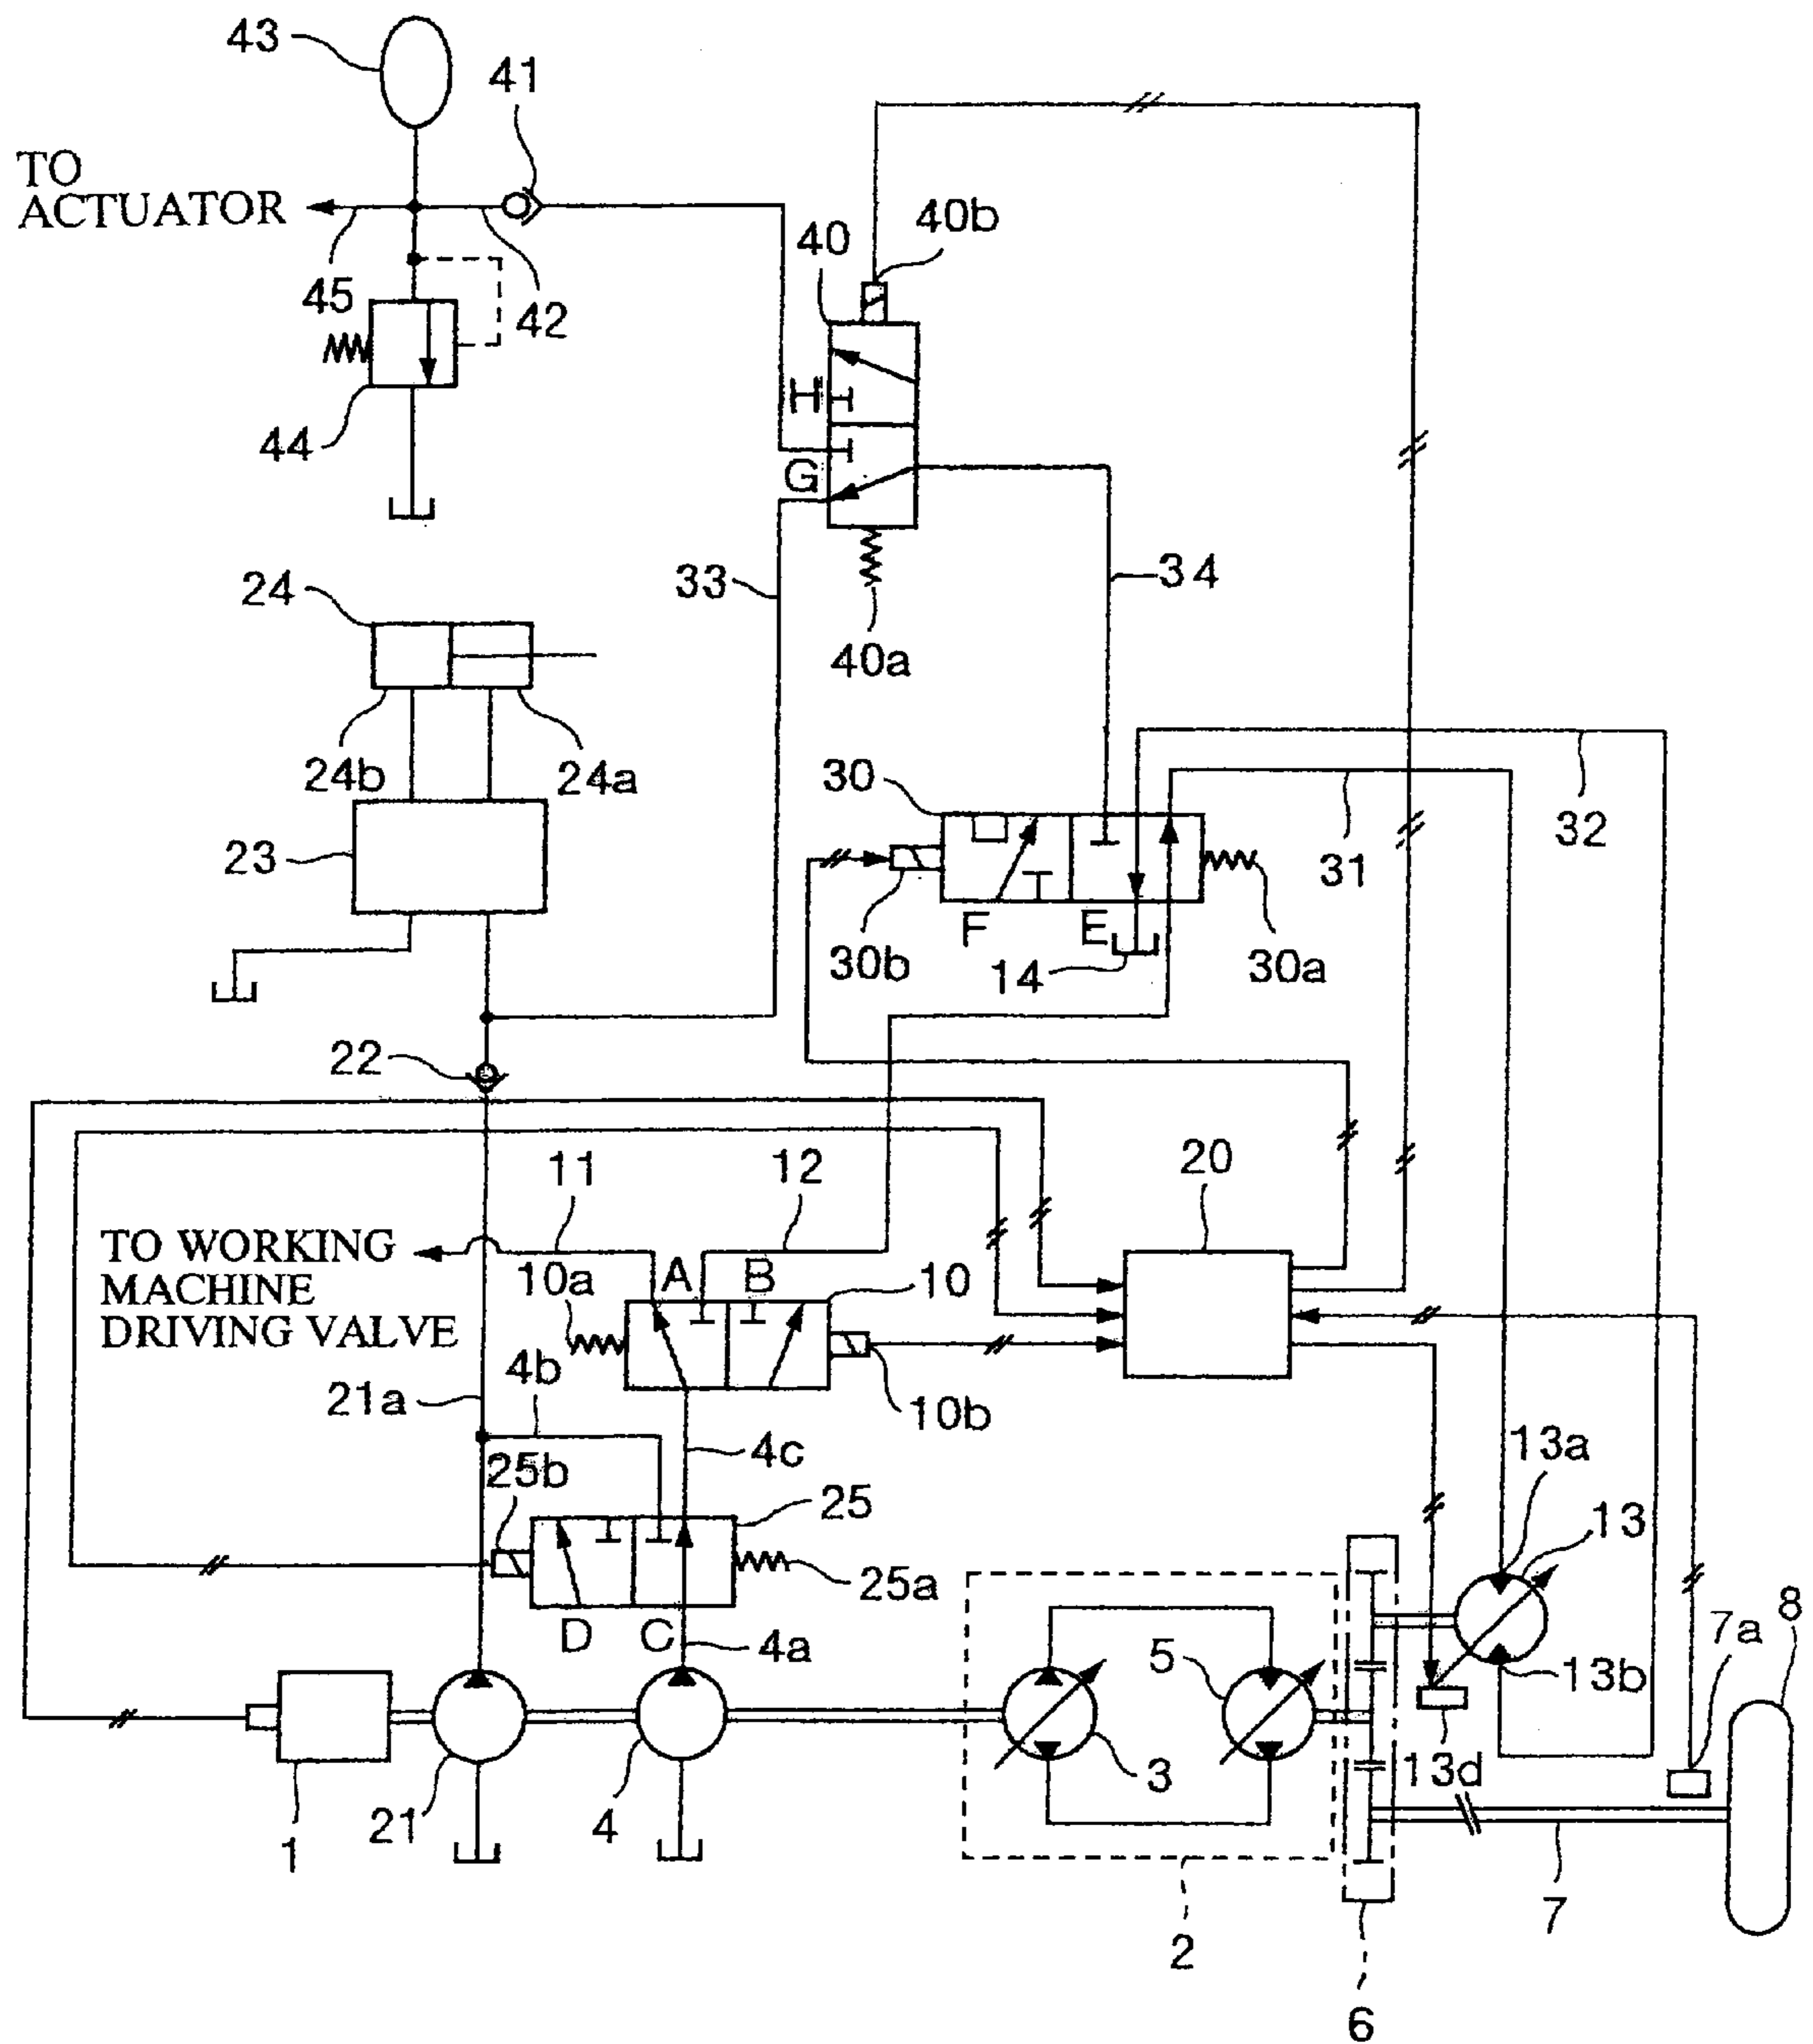 43
41
TO
ACTUATOR
40b
40
45
42
H
44
G
33
34
24
40a
24b
24a
30
32
23
31
F
E
30b
14
30a
22
11
12
20
TO WORKING
MACHINE
DRIVING VALVE
10a
A
B
10
4b
21a
10b
4c
13a
25b
25
13
25a
8
D
C
4a
5
7a
13b
3
13d
1
21
4
2
7
6